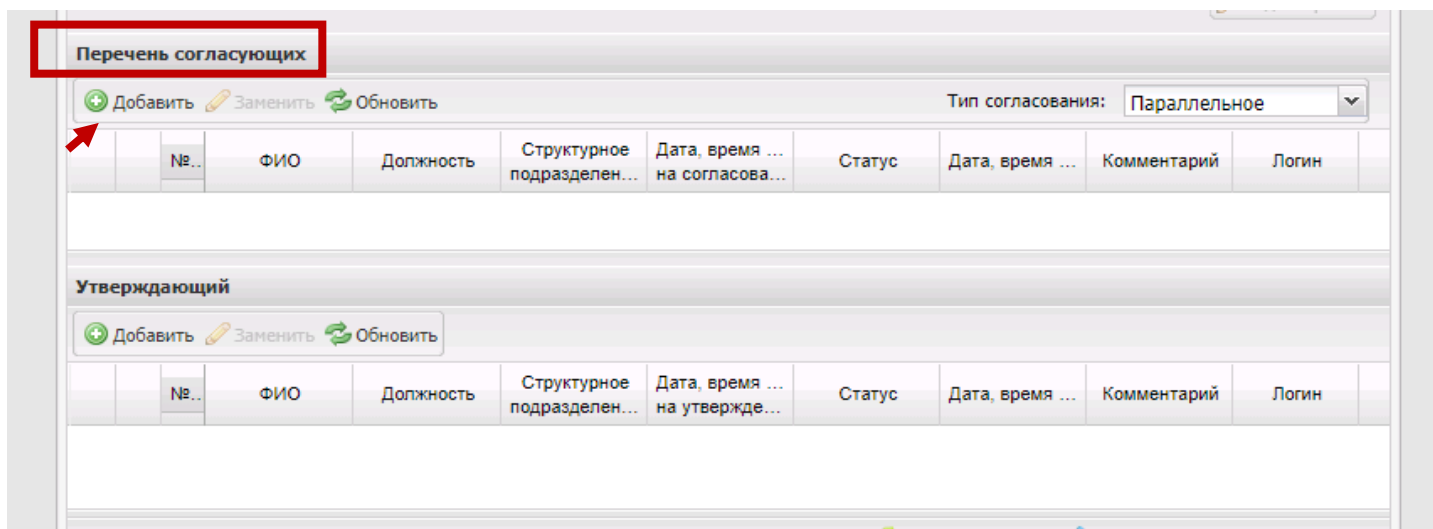 Перечень согласующих
Добавить Заменить Обновить Тип согласования: Параллельное
№.. ФИО Должность Структурное подразделен... Дата, время ... на согласова... Статус Дата, время ... Комментарий Логин
Утверждающий
Добавить Заменить Обновить
№.. ФИО Должность Структурное подразделен... Дата, время ... на утвержде... Статус Дата, время ... Комментарий Логин